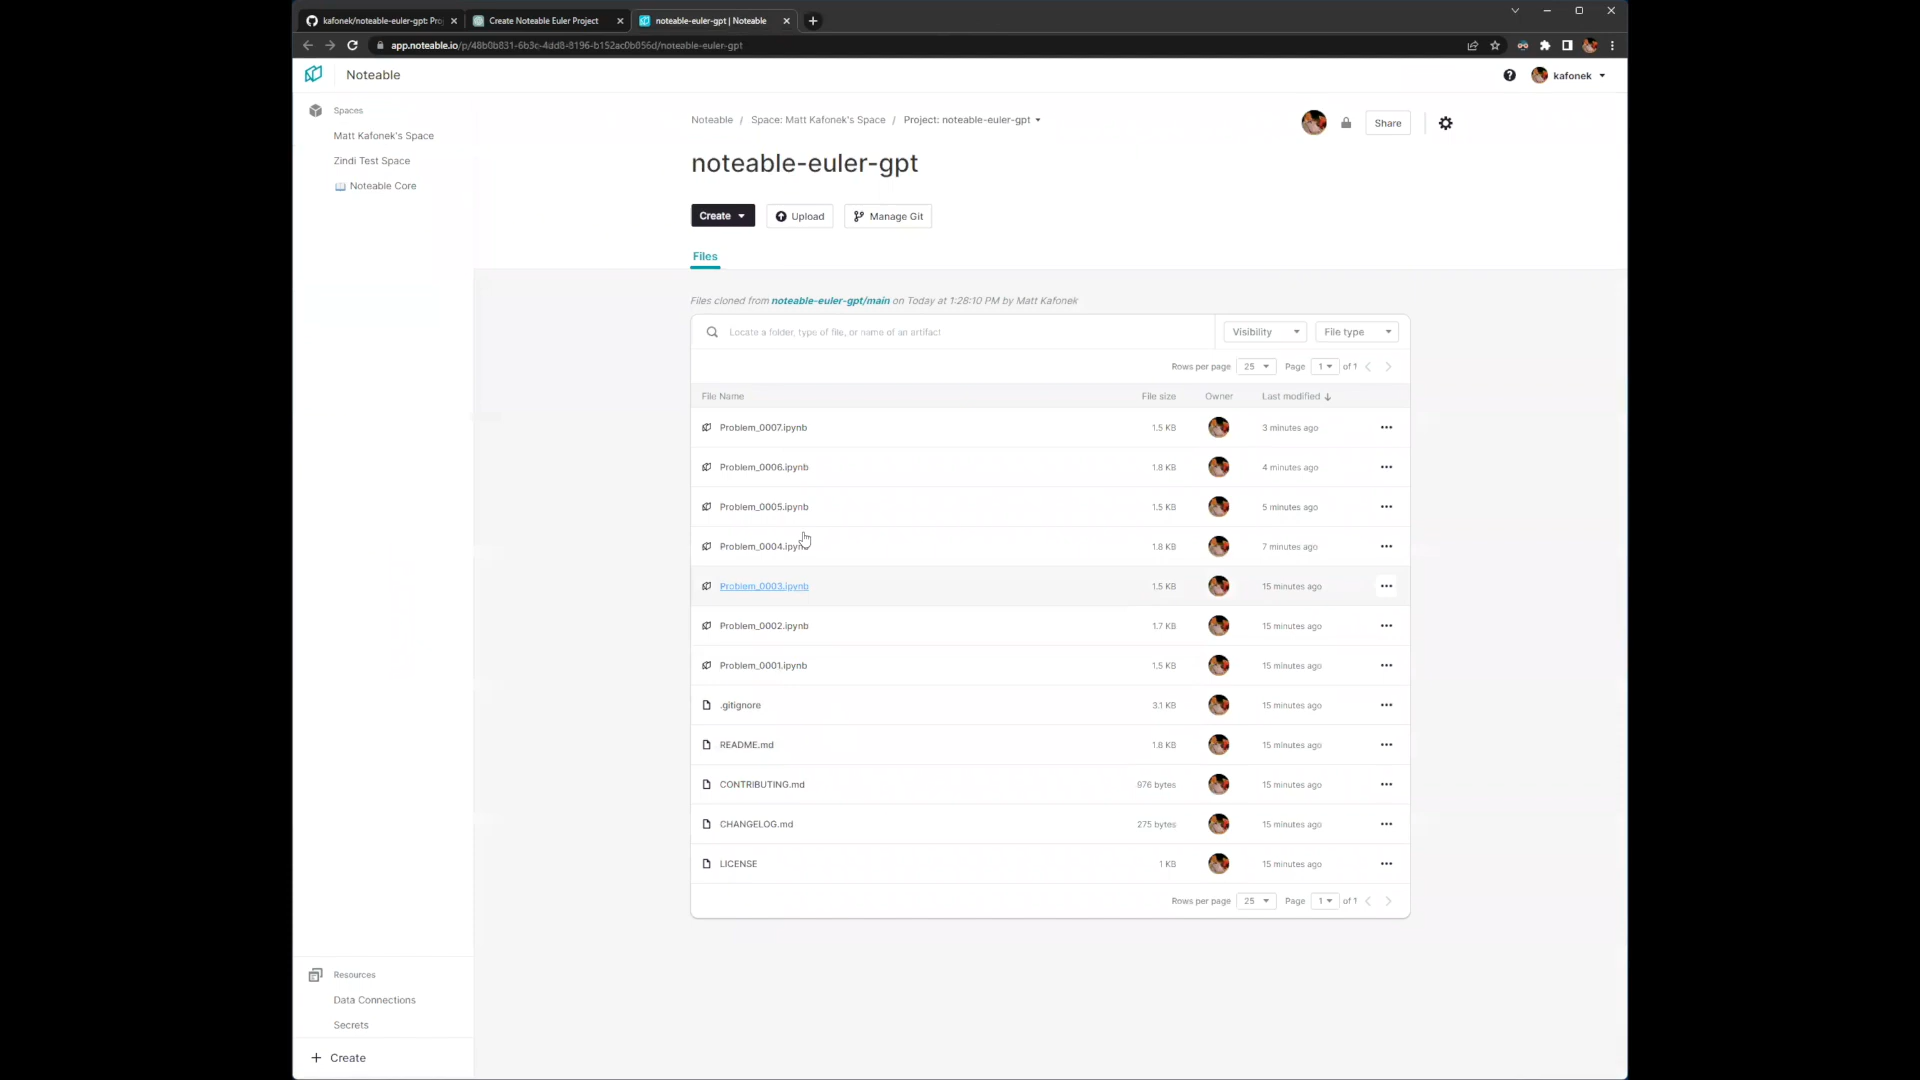 kafonek/noteable-euler-gpt: Pro
Create Noteable Euler Project
noteable-euler-gpt | Noteable
app.noteable.io/p/48b0b831-6b3c-4dd8-8196-b152ac0b056d/noteable-euler-gpt
Noteable
kafonek
Spaces
Matt Kafonek's Space
Zindi Test Space
Noteable Core
Noteable / Space: Matt Kafonek's Space / Project: noteable-euler-gpt
Share
noteable-euler-gpt
Create
Upload
Manage Git
Files
Files cloned from noteable-euler-gpt/main on Today at 1:28:10 PM by Matt Kafonek
Locate a folder, type of file, or name of an artifact
Visibility
File type
Rows per page 25 Page 1 of 1
File Name File size Owner Last modified
Problem_0007.ipynb 1.5 KB 3 minutes ago
Problem_0006.ipynb 1.8 KB 4 minutes ago
Problem_0005.ipynb 1.5 KB 5 minutes ago
Problem_0004.ipynb 1.8 KB 7 minutes ago
Problem_0003.ipynb 1.5 KB 15 minutes ago
Problem_0002.ipynb 1.7 KB 15 minutes ago
Problem_0001.ipynb 1.5 KB 15 minutes ago
.gitignore 3.1 KB 15 minutes ago
README.md 1.8 KB 15 minutes ago
CONTRIBUTING.md 976 bytes 15 minutes ago
CHANGELOG.md 275 bytes 15 minutes ago
LICENSE 1 KB 15 minutes ago
Rows per page 25 Page 1 of 1
Resources
Data Connections
Secrets
+ Create